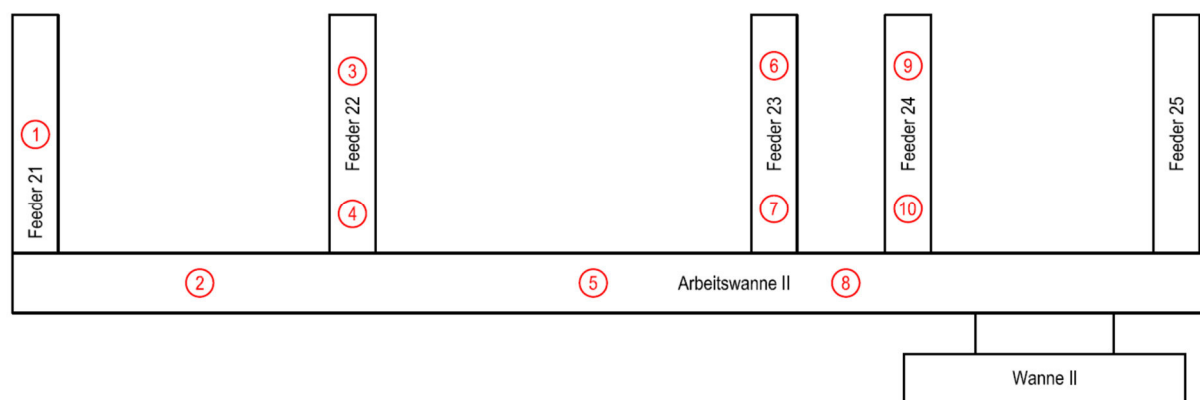 1
Feeder 21
2
3
Feeder 22
4
5
6
Feeder 23
7
Arbeitswanne II
8
9
Feeder 24
10
Feeder 25
Wanne II